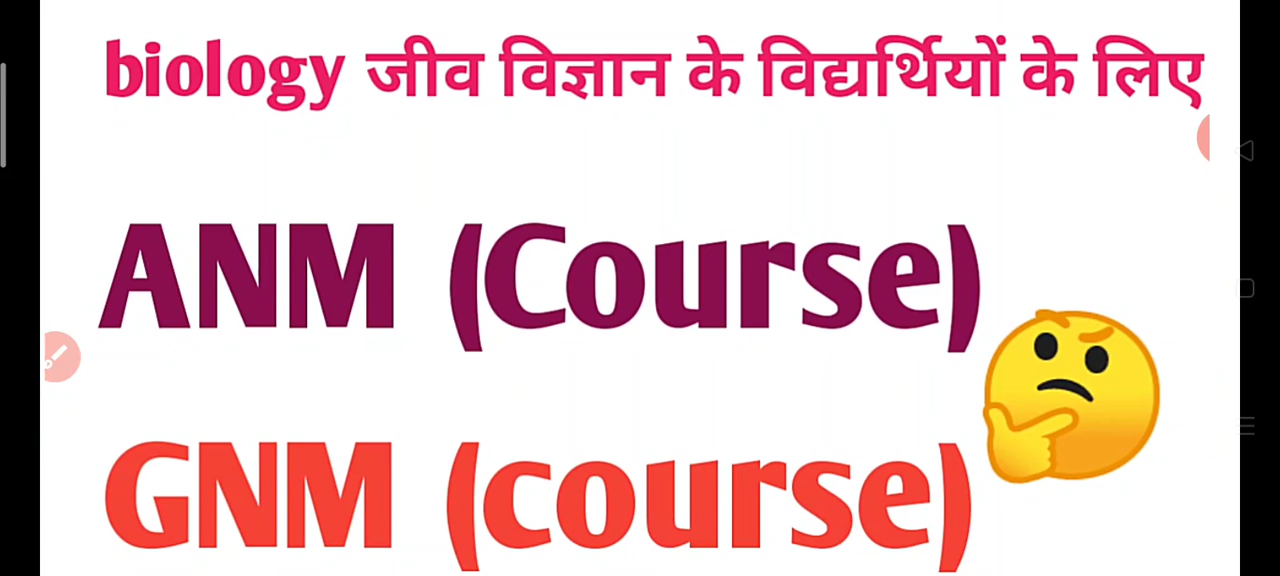 biology जीव विज्ञान के विद्यार्थियों के लिए
ANM (Course)
GNM (course)